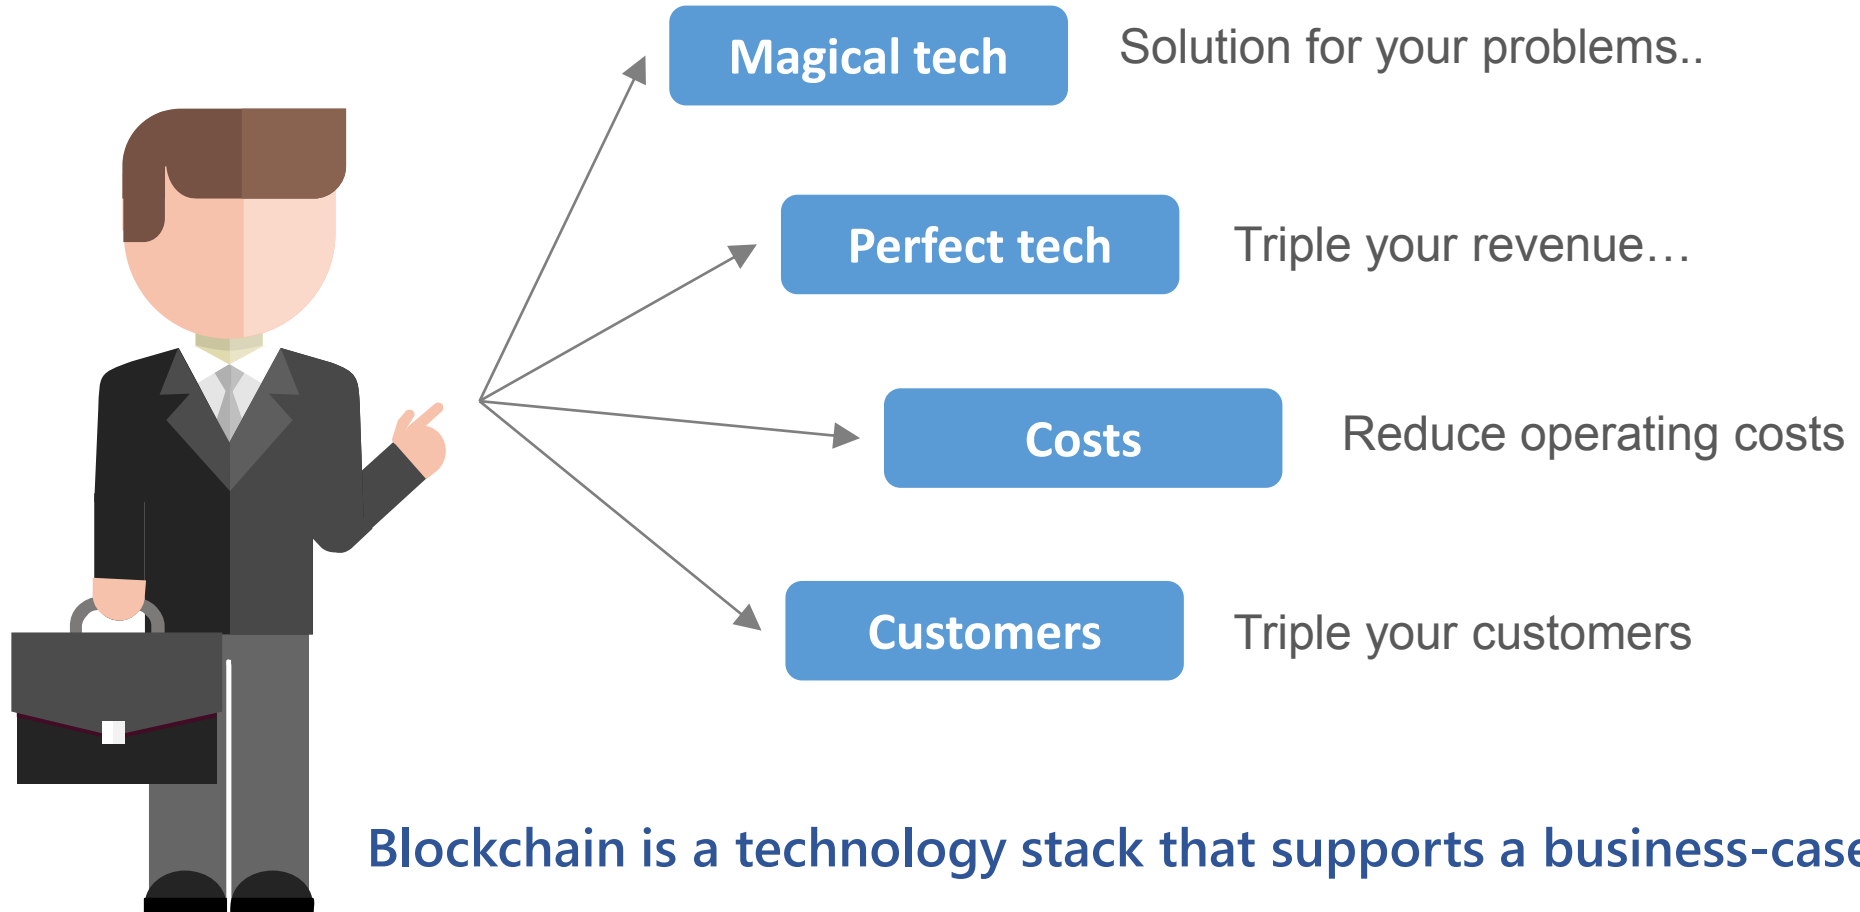 Magical tech
Solution for your problems..
Perfect tech
Triple your revenue…
Costs
Reduce operating costs
Customers
Triple your customers
Blockchain is a technology stack that supports a business-case